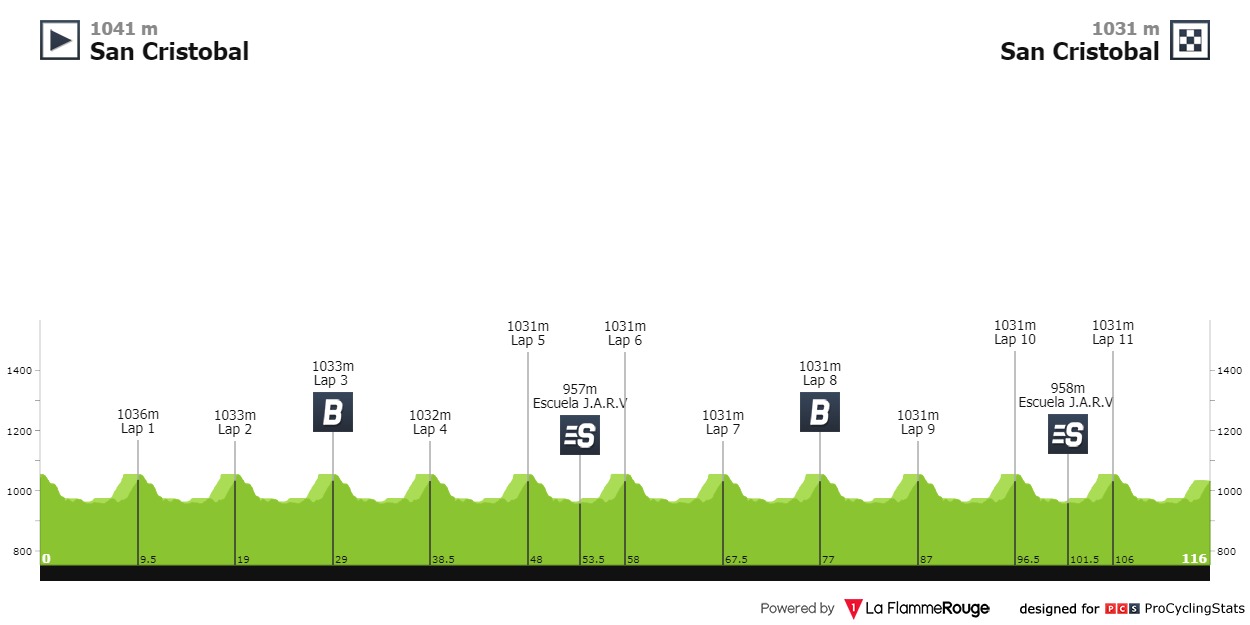 1041 m
San Cristobal
1031 m
San Cristobal
1031m
Lap 5
1031m
Lap 6
1031m
Lap 10
1031m
Lap 11
1033m
Lap 3
B
1031m
Lap 8
B
957m
Escuela J.A.R.V
S
958m
Escuela J.A.R.V
S
1036m
Lap 1
1033m
Lap 2
1032m
Lap 4
1031m
Lap 7
1031m
Lap 9
1400
1200
1000
800
1400
1200
1000
800
0 9.5 19 29 38.5 48 53.5 58 67.5 77 87 96.5 101.5 106 116
Powered by La FlammeRouge designed for PCS ProCyclingStats